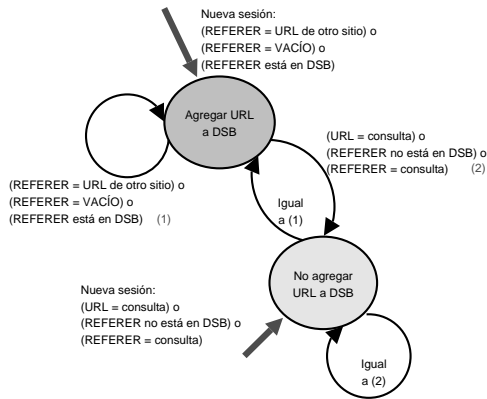 Nueva sesión:
(REFERER = URL de otro sitio) o
(REFERER = VACÍO) o
(REFERER está en DSB)
Agregar URL
a DSB
(URL = consulta) o
(REFERER no está en DSB) o
(REFERER = consulta) (2)
(REFERER = URL de otro sitio) o
(REFERER = VACÍO) o
(REFERER está en DSB) (1)
Igual
a (1)
No agregar
URL a DSB
Nueva sesión:
(URL = consulta) o
(REFERER no está en DSB) o
(REFERER = consulta)
Igual
a (2)